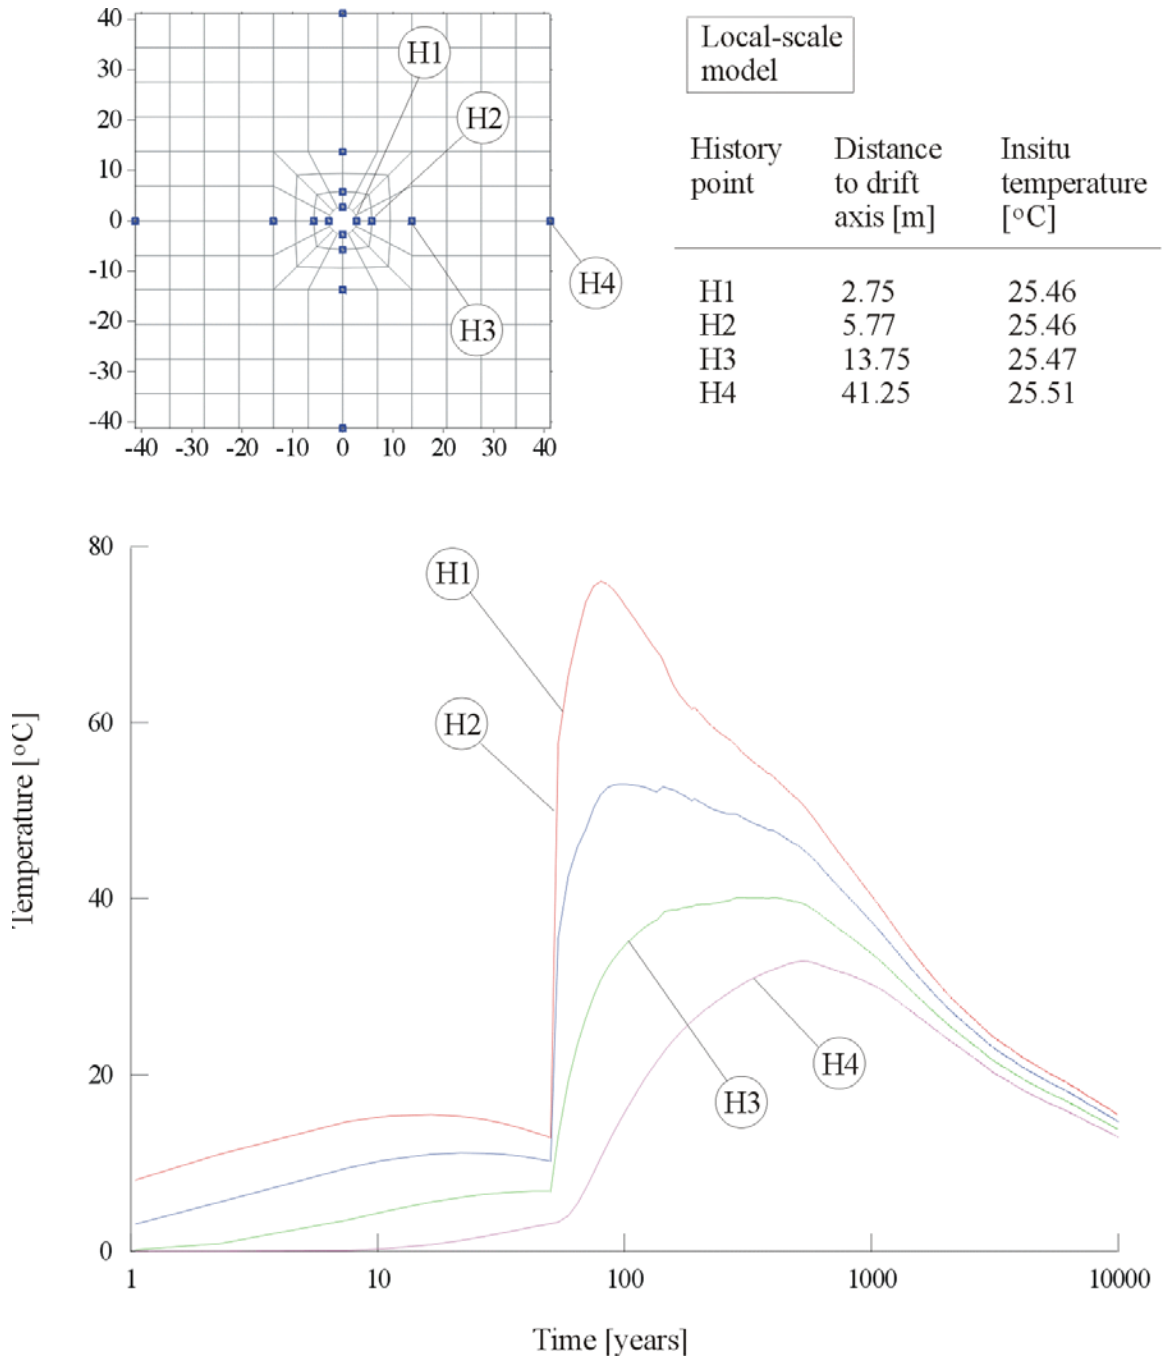 40
30
20
10
0
-10
-20
-30
-40
-40 -30 -20 -10 0 10 20 30 40
H1
H2
H3
H4
Local-scale
model
History Distance Insitu
point to drift temperature
axis [m] [°C]
H1 2.75 25.46
H2 5.77 25.46
H3 13.75 25.47
H4 41.25 25.51
80
60
40
20
0
Temperature [°C]
H1
H2
H3
H4
1 10 100 1000 10000
Time [years]